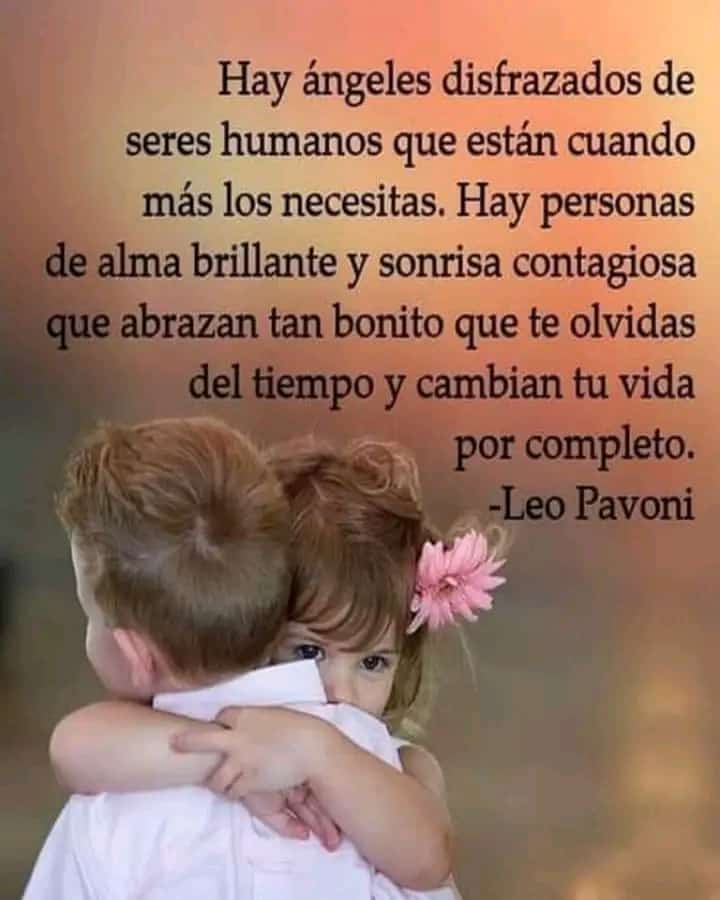 Hay ángeles disfrazados de
seres humanos que están cuando
más los necesitas. Hay personas
de alma brillante y sonrisa contagiosa
que abrazan tan bonito que te olvidas
del tiempo y cambian tu vida
por completo.
-Leo Pavoni